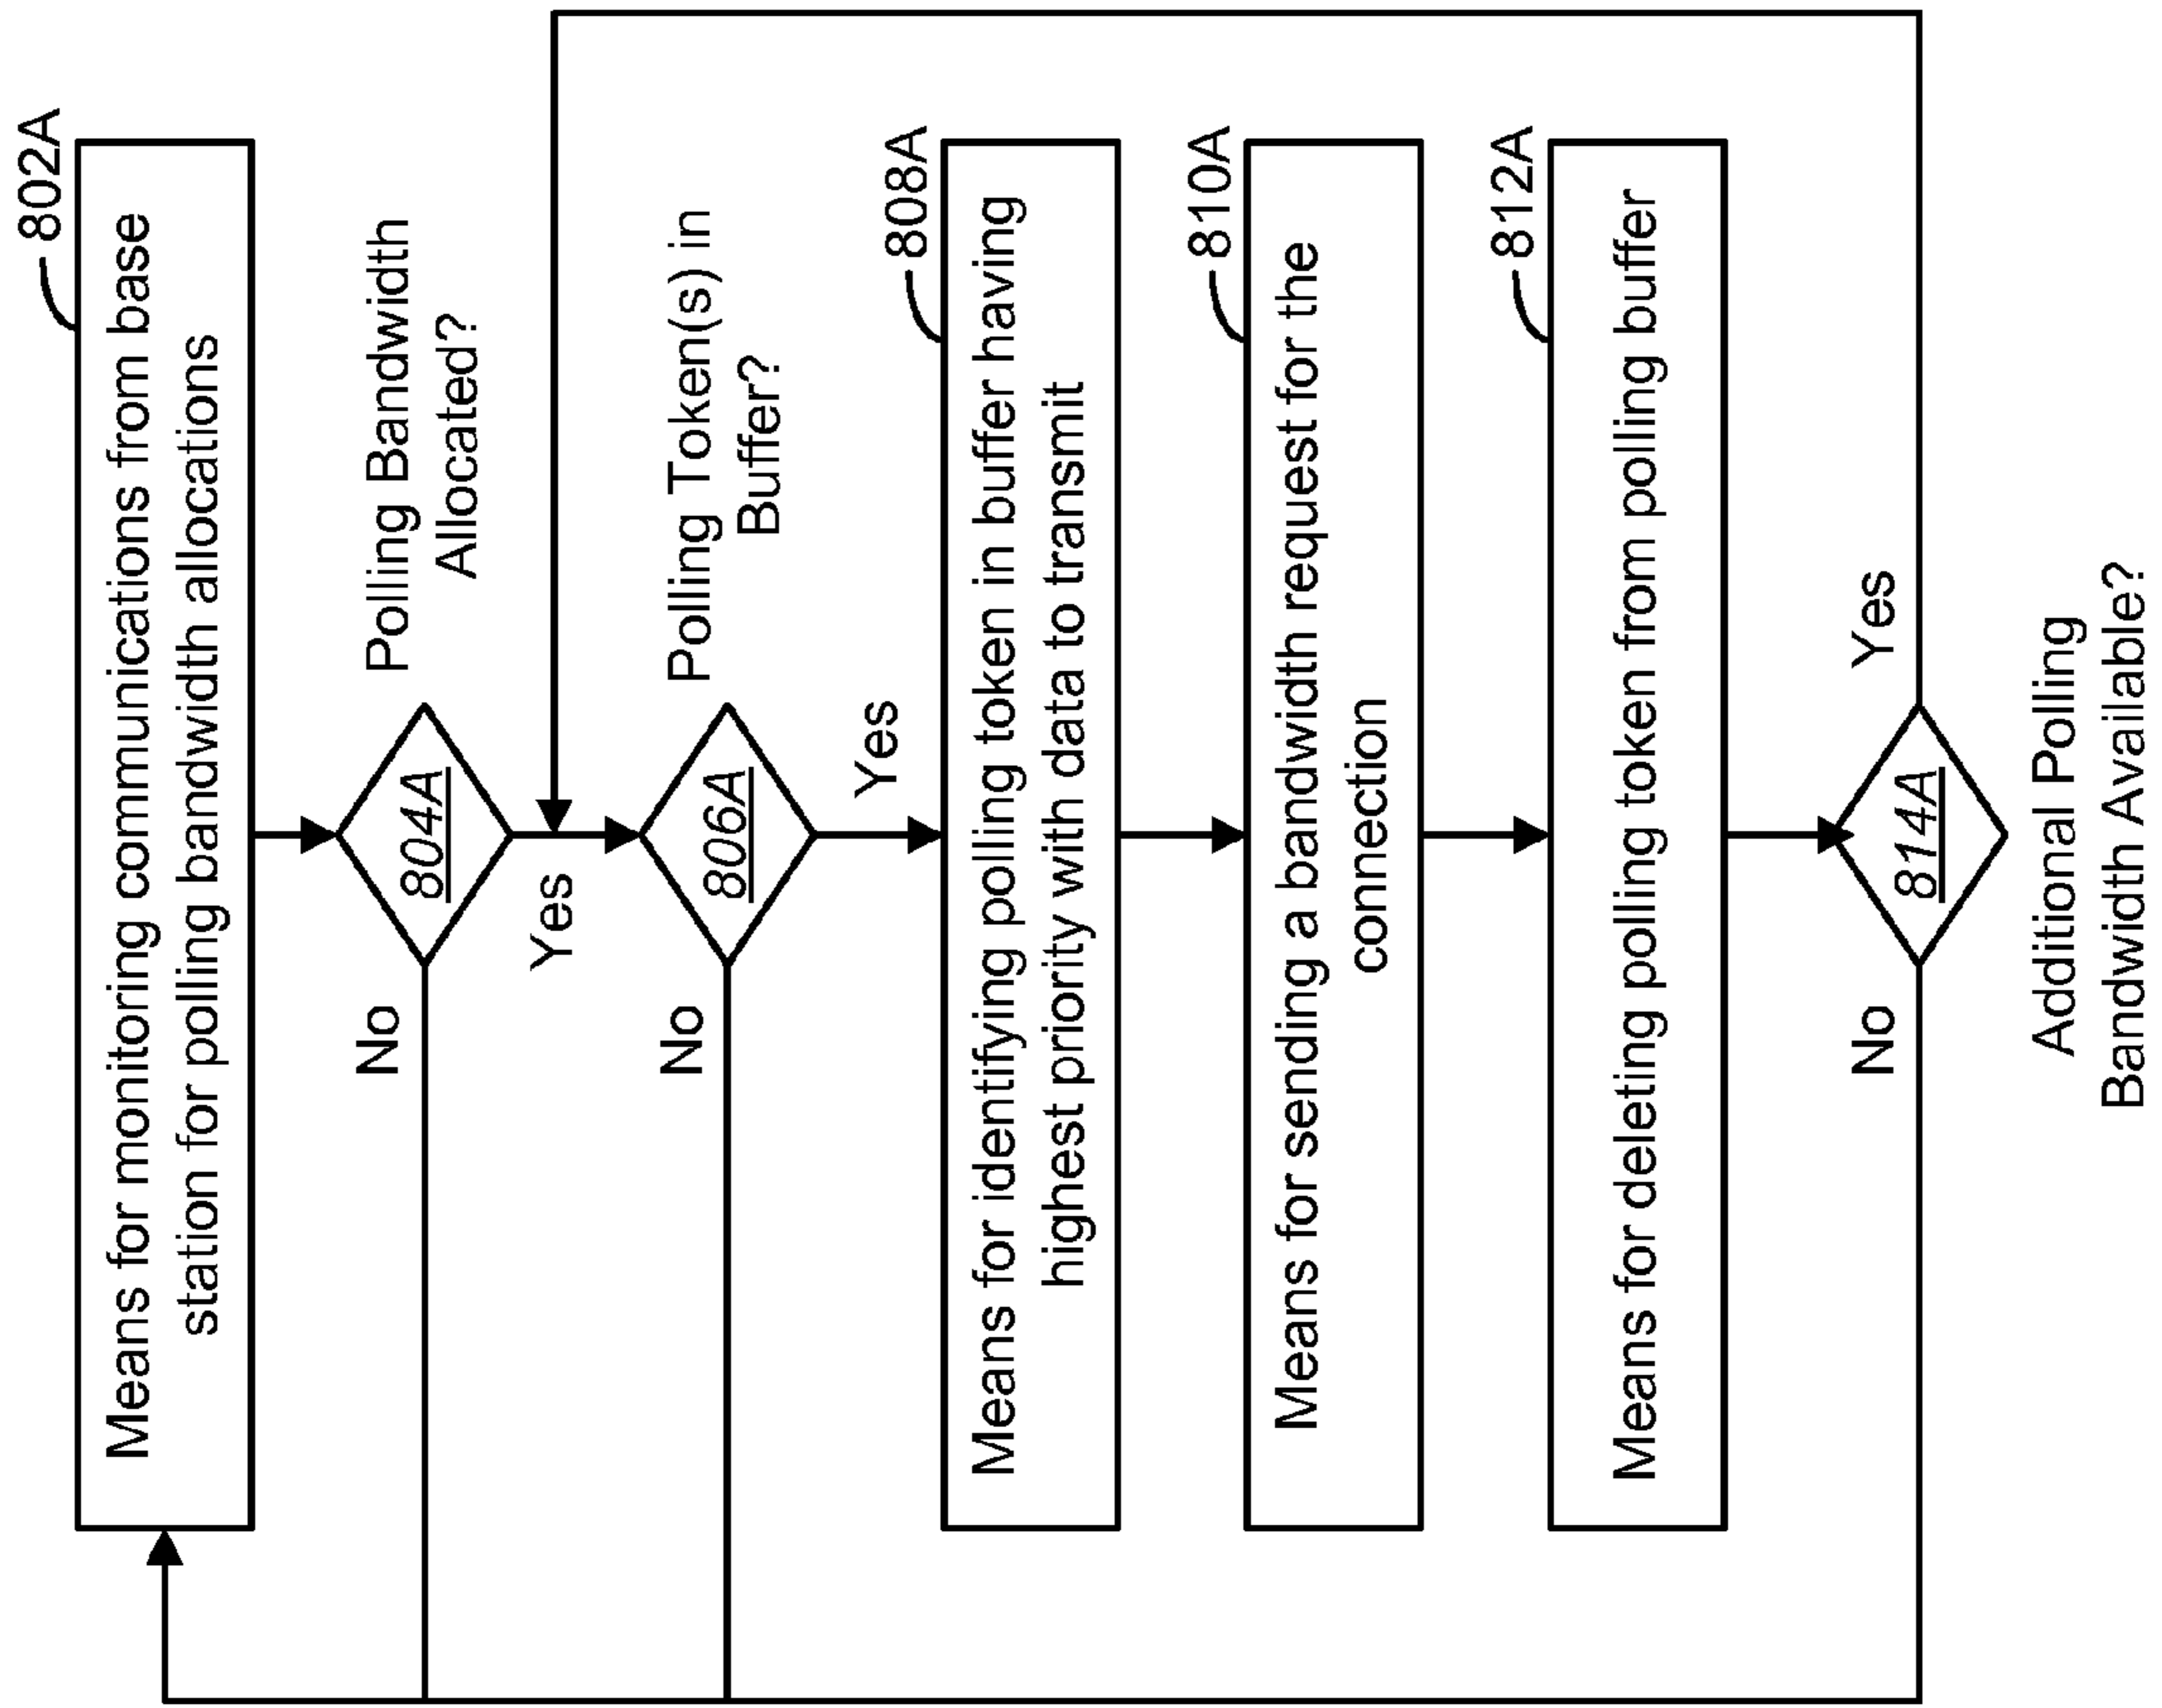 802A
Means for monitoring communications from base
station for polling bandwidth allocations
Polling Bandwidth
Allocated?
804A
No
Yes
Polling Token(s) in
Buffer?
806A
No
Yes
808A
Means for identifying polling token in buffer having
highest priority with data to transmit
810A
Means for sending a bandwidth request for the
connection
812A
Means for deleting polling token from polling buffer
No
814A
Yes
Additional Polling
Bandwidth Available?